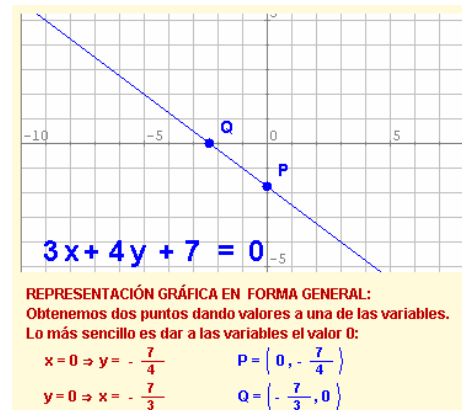 5
Q
-10 -5 0 5
P
3x + 4y + 7 = 0
-5
REPRESENTACIÓN GRÁFICA EN FORMA GENERAL:
Obtenemos dos puntos dando valores a una de las variables.
Lo más sencillo es dar a las variables el valor 0:
x = 0 ⇒ y = - 7/4 P = ( 0 , - 7/4 )
y = 0 ⇒ x = - 7/3 Q = ( - 7/3 , 0 )